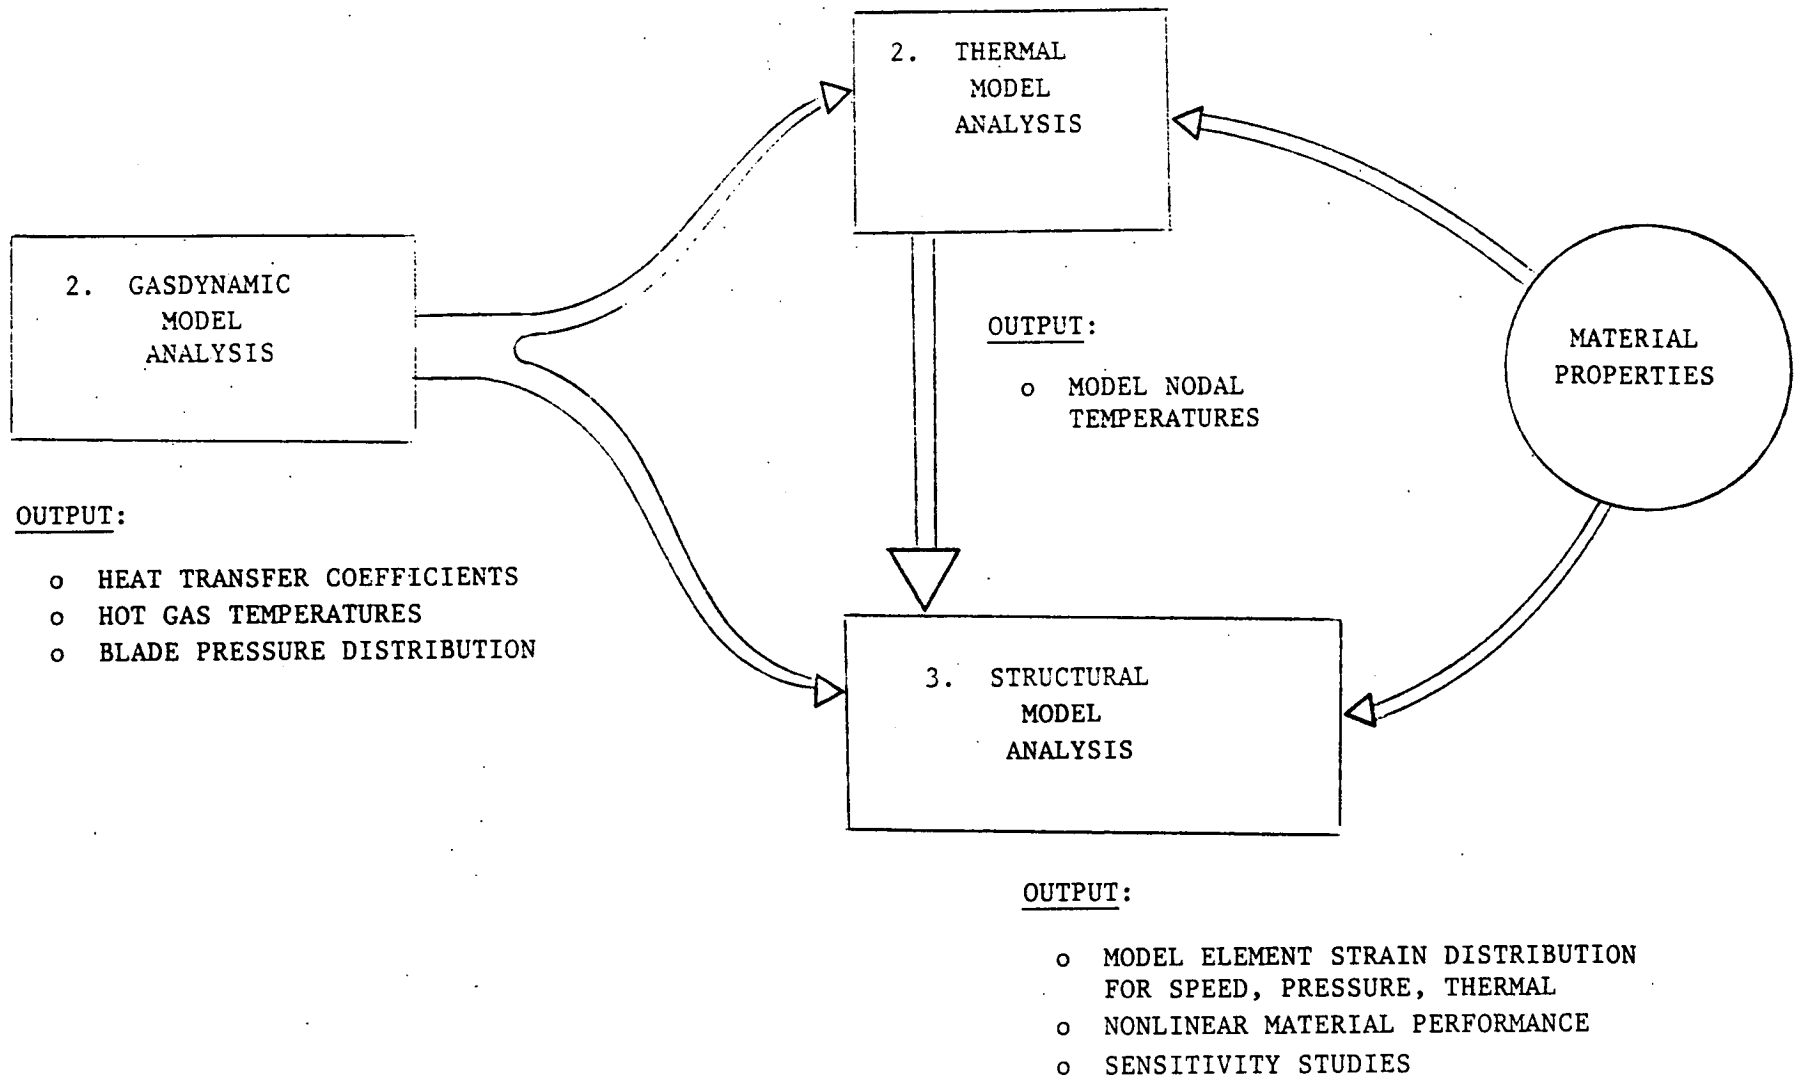 2. THERMAL
MODEL
ANALYSIS
2. GASDYNAMIC
MODEL
ANALYSIS
OUTPUT:
o HEAT TRANSFER COEFFICIENTS
o HOT GAS TEMPERATURES
o BLADE PRESSURE DISTRIBUTION
OUTPUT:
o MODEL NODAL
TEMPERATURES
MATERIAL
PROPERTIES
3. STRUCTURAL
MODEL
ANALYSIS
OUTPUT:
o MODEL ELEMENT STRAIN DISTRIBUTION
FOR SPEED, PRESSURE, THERMAL
o NONLINEAR MATERIAL PERFORMANCE
o SENSITIVITY STUDIES